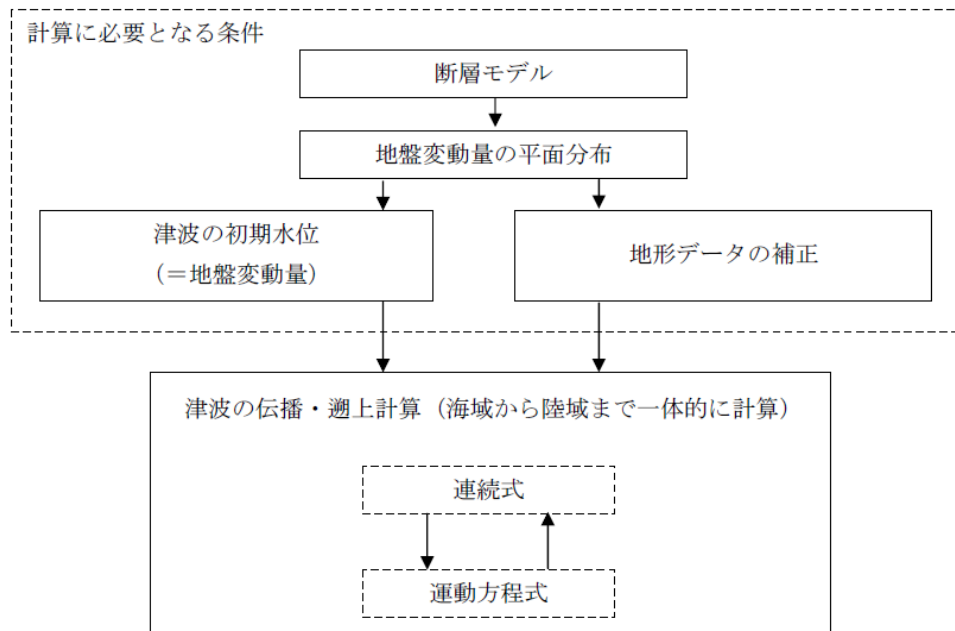 計算に必要となる条件
断層モデル
地盤変動量の平面分布
津波の初期水位
（＝地盤変動量）
地形データの補正
津波の伝播・遡上計算（海域から陸域まで一体的に計算）
連続式
運動方程式